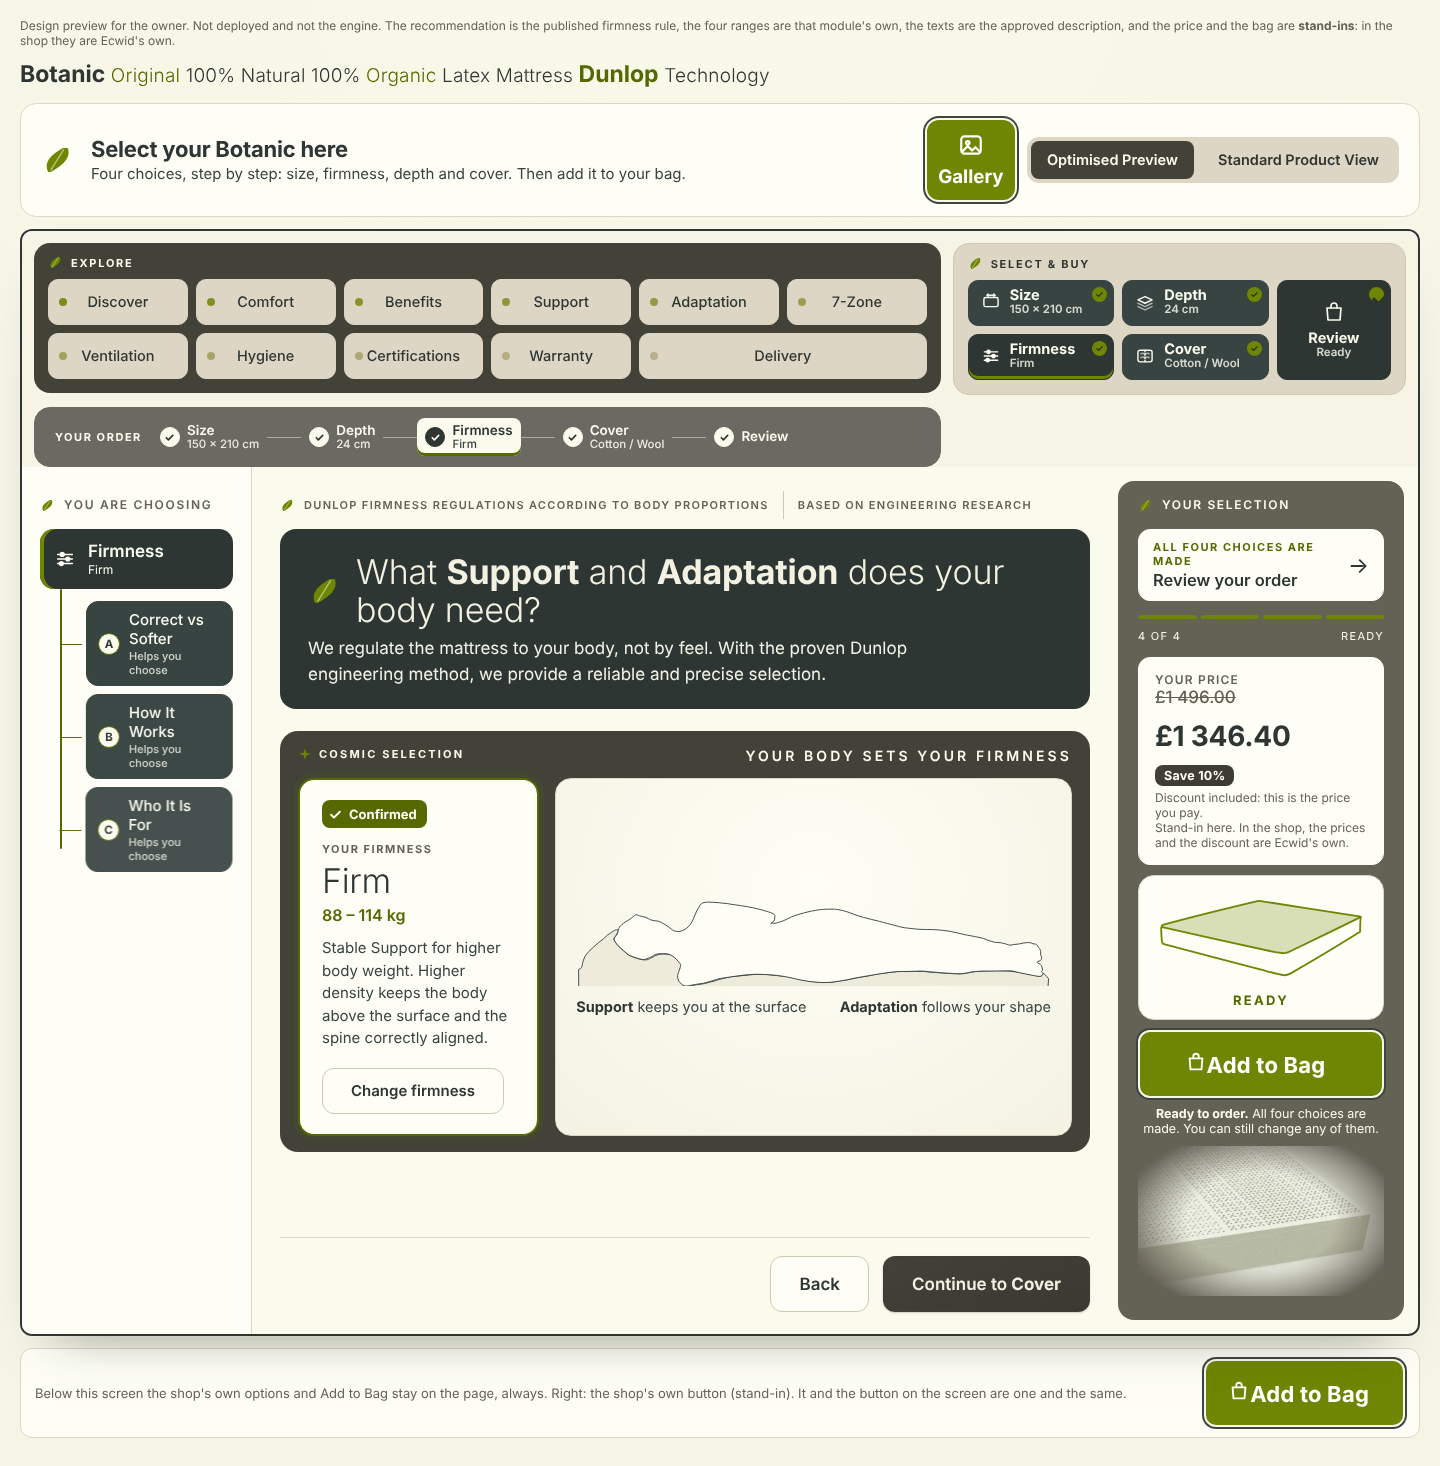 Design preview for the owner. Not deployed and not the engine. The recommendation is the published firmness rule, the four ranges are that module's own, the texts are the approved description, and the price and the bag are stand-ins: in the
shop they are Ecwid's own.
Botanic Original 100% Natural 100% Organic Latex Mattress Dunlop Technology
Select your Botanic here
Four choices, step by step: size, firmness, depth and cover. Then add it to your bag.
Gallery
Optimised Preview
Standard Product View
EXPLORE
Discover
Comfort
Benefits
Support
Adaptation
7-Zone
Ventilation
Hygiene
Certifications
Warranty
Delivery
SELECT & BUY
Size
150 × 210 cm
Depth
24 cm
Firmness
Firm
Cover
Cotton / Wool
Review
Ready
YOUR ORDER
Size
150 × 210 cm
Depth
24 cm
Firmness
Firm
Cover
Cotton / Wool
Review
YOU ARE CHOOSING
Firmness
Firm
A
Correct vs
Softer
Helps you
choose
B
How It
Works
Helps you
choose
C
Who It Is
For
Helps you
choose
DUNLOP FIRMNESS REGULATIONS ACCORDING TO BODY PROPORTIONS
BASED ON ENGINEERING RESEARCH
What Support and Adaptation does your
body need?
We regulate the mattress to your body, not by feel. With the proven Dunlop
engineering method, we provide a reliable and precise selection.
COSMIC SELECTION
YOUR BODY SETS YOUR FIRMNESS
Confirmed
YOUR FIRMNESS
Firm
88 – 114 kg
Stable Support for higher
body weight. Higher
density keeps the body
above the surface and the
spine correctly aligned.
Change firmness
Support keeps you at the surface
Adaptation follows your shape
Back
Continue to Cover
YOUR SELECTION
ALL FOUR CHOICES ARE
MADE
Review your order
4 OF 4
READY
YOUR PRICE
£1 496.00
£1 346.40
Save 10%
Discount included: this is the price
you pay.
Stand-in here. In the shop, the prices
and the discount are Ecwid's own.
READY
Add to Bag
Ready to order. All four choices are
made. You can still change any of them.
Below this screen the shop's own options and Add to Bag stay on the page, always. Right: the shop's own button (stand-in). It and the button on the screen are one and the same.
Add to Bag